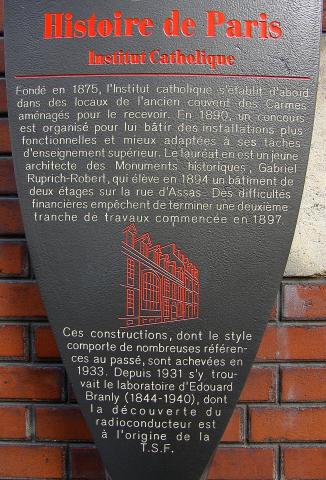 Histoire de Paris
Institut Catholique
Fondé en 1875, l'Institut catholique s'établit d'abord
dans des locaux de l'ancien couvent des Carmes
aménagés pour le recevoir. En 1890, un concours
est organisé pour lui bâtir des installations plus
fonctionnelles et mieux adaptées à ses tâches
d'enseignement supérieur. Le lauréat en est un jeune
architecte des Monuments historiques, Gabriel
Ruprich-Robert, qui élève en 1894 un bâtiment de
deux étages sur la rue d'Assas. Des difficultés
financières empêchent de terminer une deuxième
tranche de travaux commencée en 1897.
Ces constructions, dont le style
comporte de nombreuses référen-
ces au passé, sont achevées en
1933. Depuis 1931 s'y trou-
vait le laboratoire d'Edouard
Branly (1844-1940), dont
la découverte du
radioconducteur est
à l'origine de la
T.S.F.